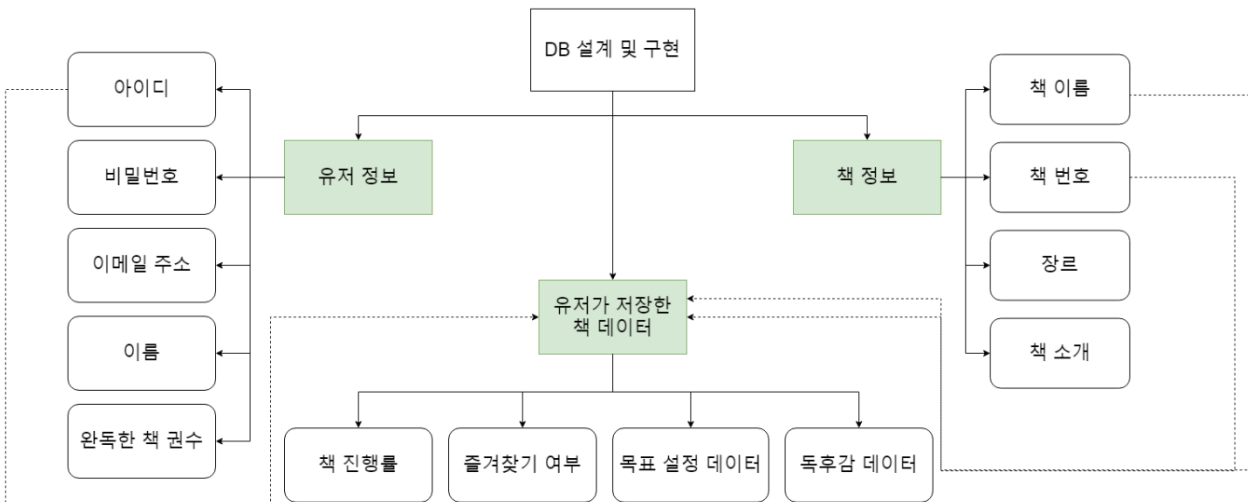 DB 설계 및 구현
아이디
책 이름
비밀번호
유저 정보
책 정보
책 번호
이메일 주소
장르
유저가 저장한
책 데이터
이름
책 소개
완독한 책 권수
책 진행률
즐겨찾기 여부
목표 설정 데이터
독후감 데이터